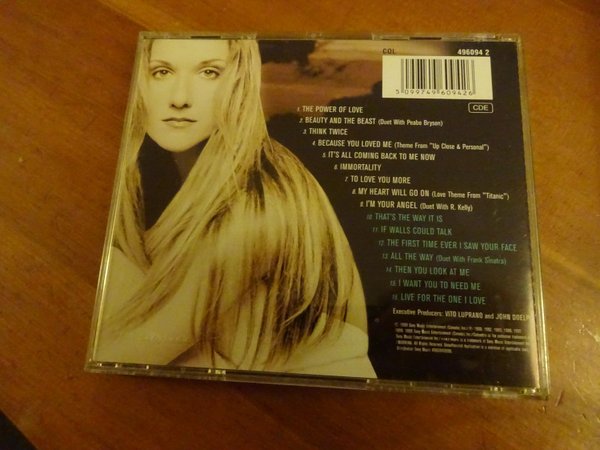 COL 496094 2
5 099749 609426
CDE
1. THE POWER OF LOVE
2. BEAUTY AND THE BEAST (Duet With Peabo Bryson)
3. THINK TWICE
4. BECAUSE YOU LOVED ME (Theme From "Up Close & Personal")
5. IT'S ALL COMING BACK TO ME NOW
6. IMMORTALITY
7. TO LOVE YOU MORE
8. MY HEART WILL GO ON (Love Theme From "Titanic")
9. I'M YOUR ANGEL (Duet With R. Kelly)
10. THAT'S THE WAY IT IS
11. IF WALLS COULD TALK
12. THE FIRST TIME EVER I SAW YOUR FACE
13. ALL THE WAY (Duet With Frank Sinatra)
14. THEN YOU LOOK AT ME
15. I WANT YOU TO NEED ME
16. LIVE FOR THE ONE I LOVE
Executive Producers: VITO LUPRANO and JOHN